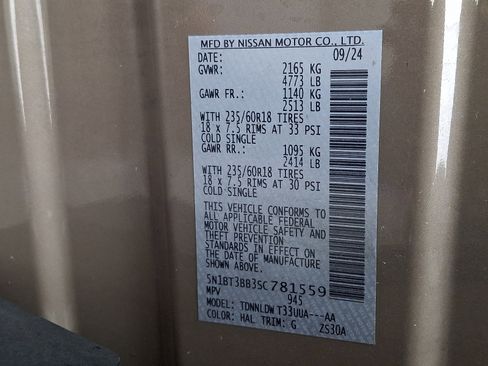 MFD BY NISSAN MOTOR CO., LTD.
DATE: 09/24
GVWR: 2165 KG
4773 LB
GAWR FR.: 1140 KG
2513 LB
WITH 235/60R18 TIRES
18 x 7.5 RIMS AT 33 PSI
COLD SINGLE
GAWR RR.: 1095 KG
2414 LB
WITH 235/60R18 TIRES
18 x 7.5 RIMS AT 30 PSI
COLD SINGLE
THIS VEHICLE CONFORMS TO
ALL APPLICABLE FEDERAL
MOTOR VEHICLE SAFETY AND
THEFT PREVENTION
STANDARDS IN EFFECT ON
THE DATE OF MANUFACTURE
SHOWN ABOVE.
5N1BT3BB3SC781559
MPV 945
MODEL: TDNNLDWT33UUA---AA
COLOR: HAL TRIM: G ZS30A